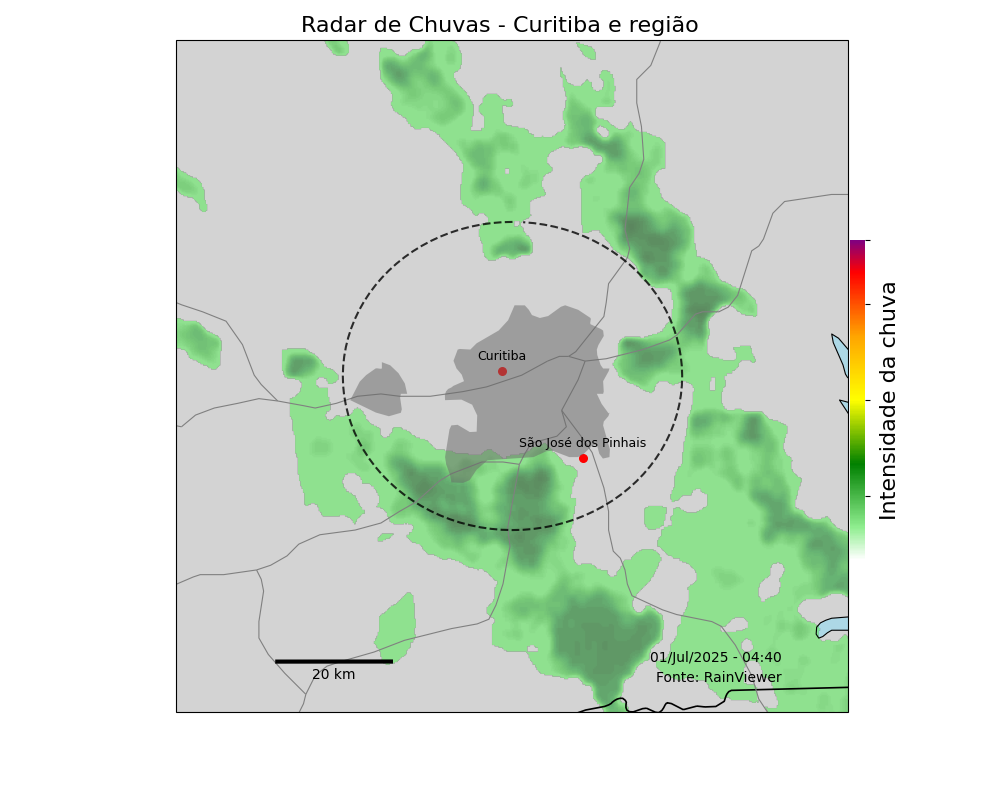 Radar de Chuvas - Curitiba e região
Curitiba
São José dos Pinhais
Intensidade da chuva
01/Jul/2025 - 04:40
Fonte: RainViewer
20 km